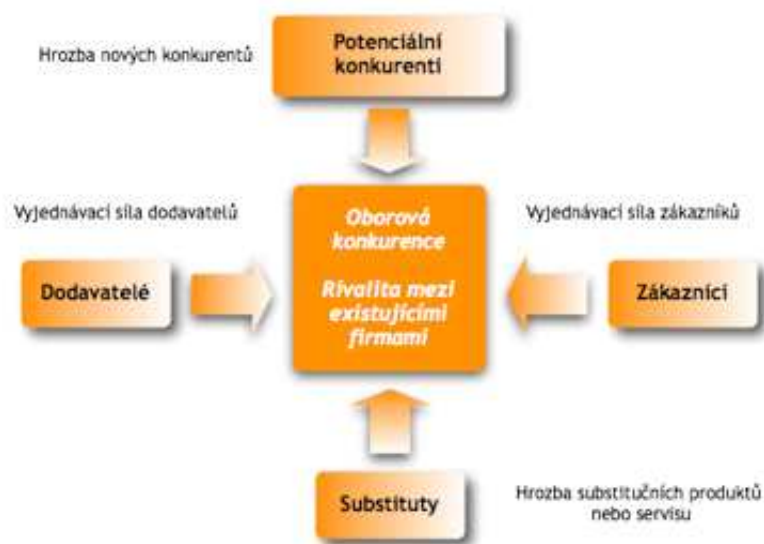 Potenciální
konkurenti
Hrozba nových konkurentů
Vyjednávací síla dodavatelů
Vyjednávací síla zákazníků
Oborová
konkurence
Dodavatelé
Rivalita mezi
existujícími
firmami
Zákazníci
Substituty
Hrozba substitučních produktů
nebo servisu